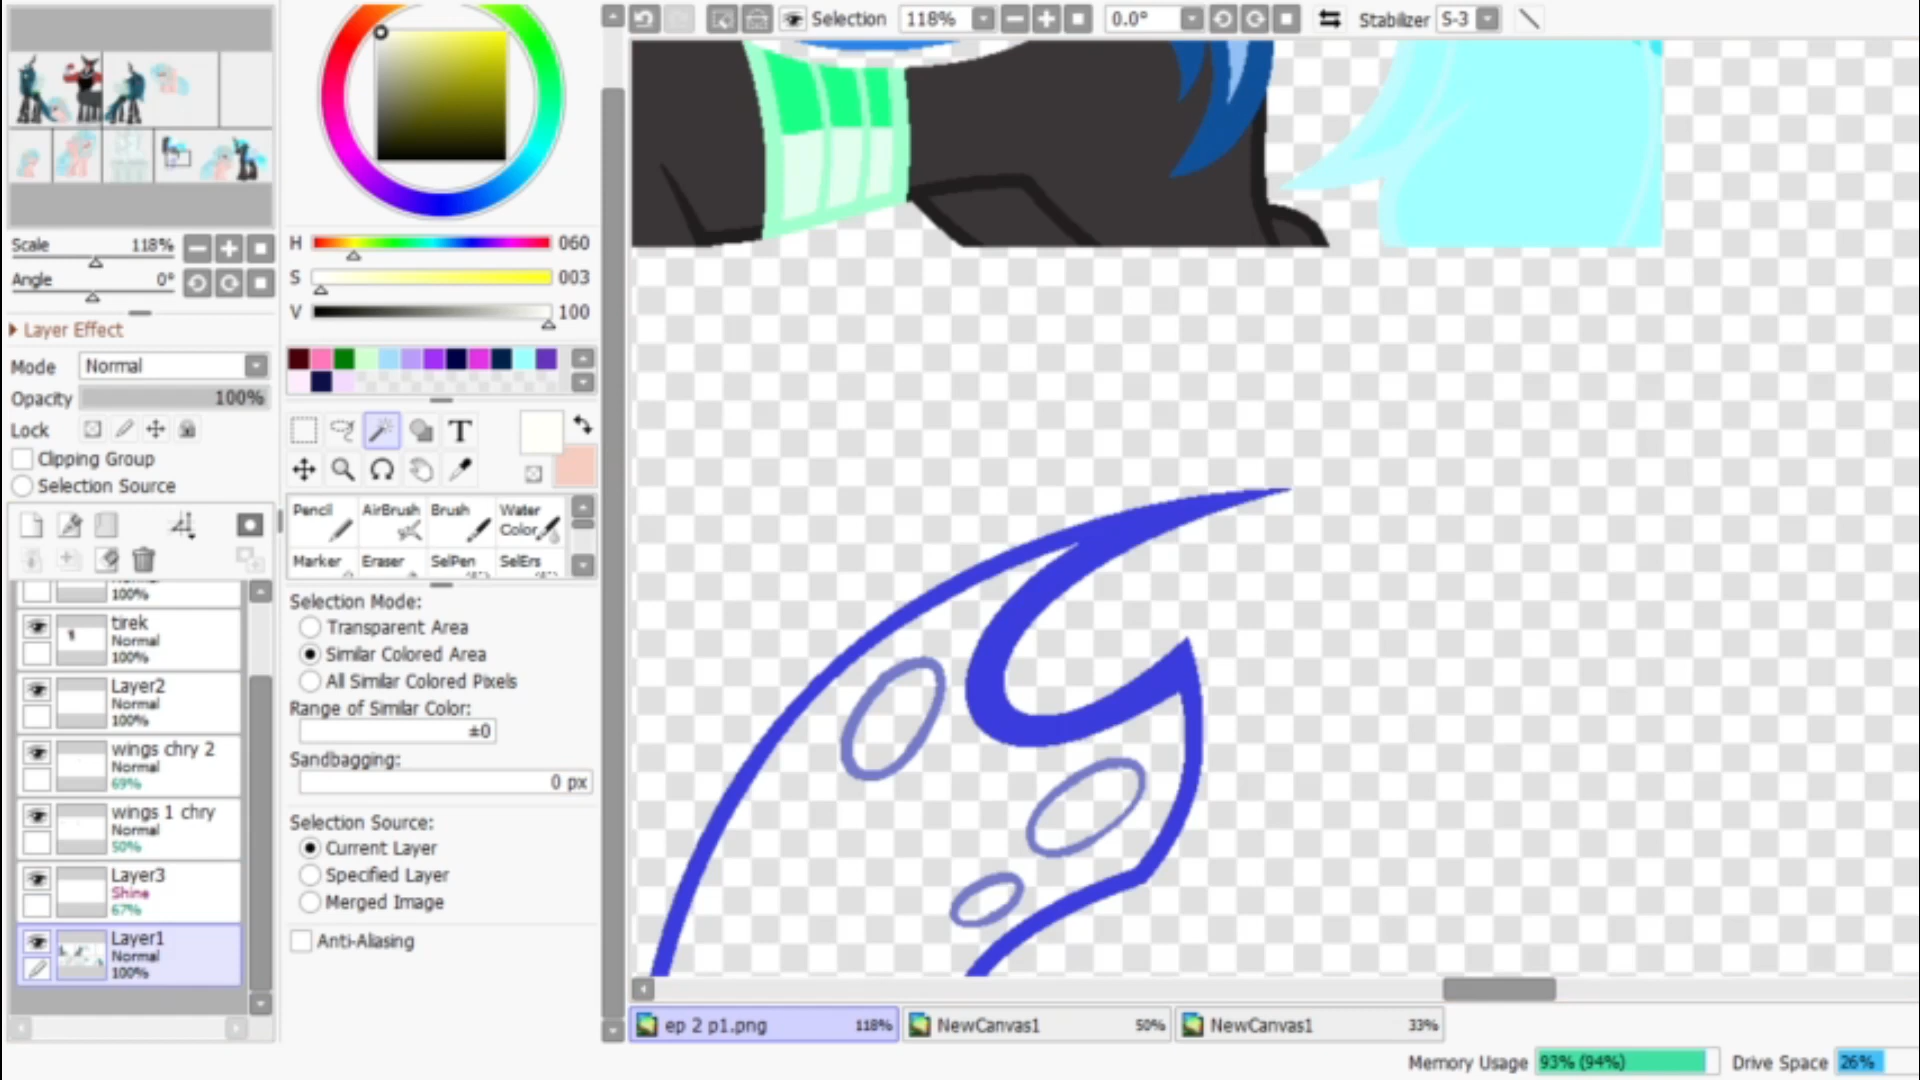 Selection 118% 0.0° Stabilizer S-3
Scale 118%
Angle 0°
Layer Effect
Mode Normal
Opacity 100%
Lock
Clipping Group
Selection Source
100%
tirek
Normal
100%
Layer2
Normal
100%
wings chry 2
Normal
69%
wings 1 chry
Normal
50%
Layer3
Shine
67%
Layer1
Normal
100%
H 060
S 003
V 100
T
Pencil AirBrush Brush Water Color
Marker Eraser SelPen SelErs
Selection Mode:
Transparent Area
Similar Colored Area
All Similar Colored Pixels
Range of Similar Color:
±0
Sandbagging:
0 px
Selection Source:
Current Layer
Specified Layer
Merged Image
Anti-Aliasing
ep 2 p1.png 118% NewCanvas1 50% NewCanvas1 33%
Memory Usage 93% (94%) Drive Space 26%